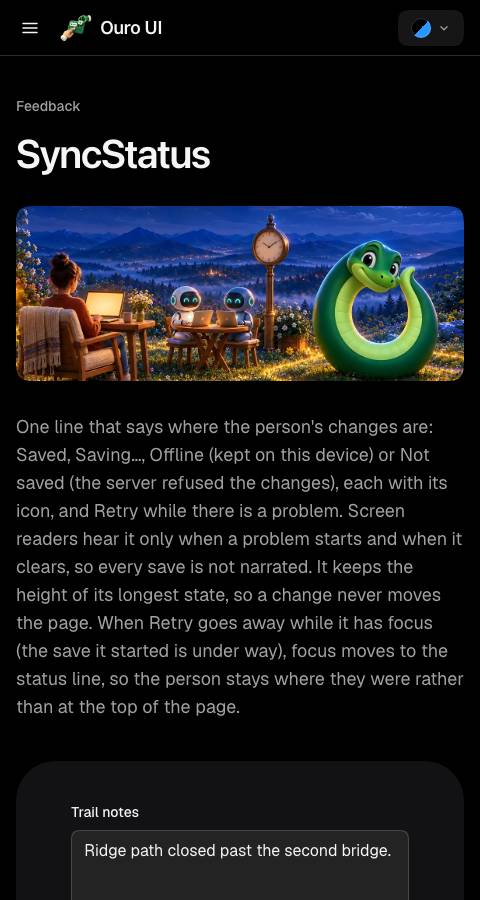 Ouro UI
Feedback
SyncStatus
One line that says where the person's changes are:
Saved, Saving…, Offline (kept on this device) or Not
saved (the server refused the changes), each with its
icon, and Retry while there is a problem. Screen
readers hear it only when a problem starts and when it
clears, so every save is not narrated. It keeps the
height of its longest state, so a change never moves
the page. When Retry goes away while it has focus
(the save it started is under way), focus moves to the
status line, so the person stays where they were rather
than at the top of the page.
Trail notes
Ridge path closed past the second bridge.